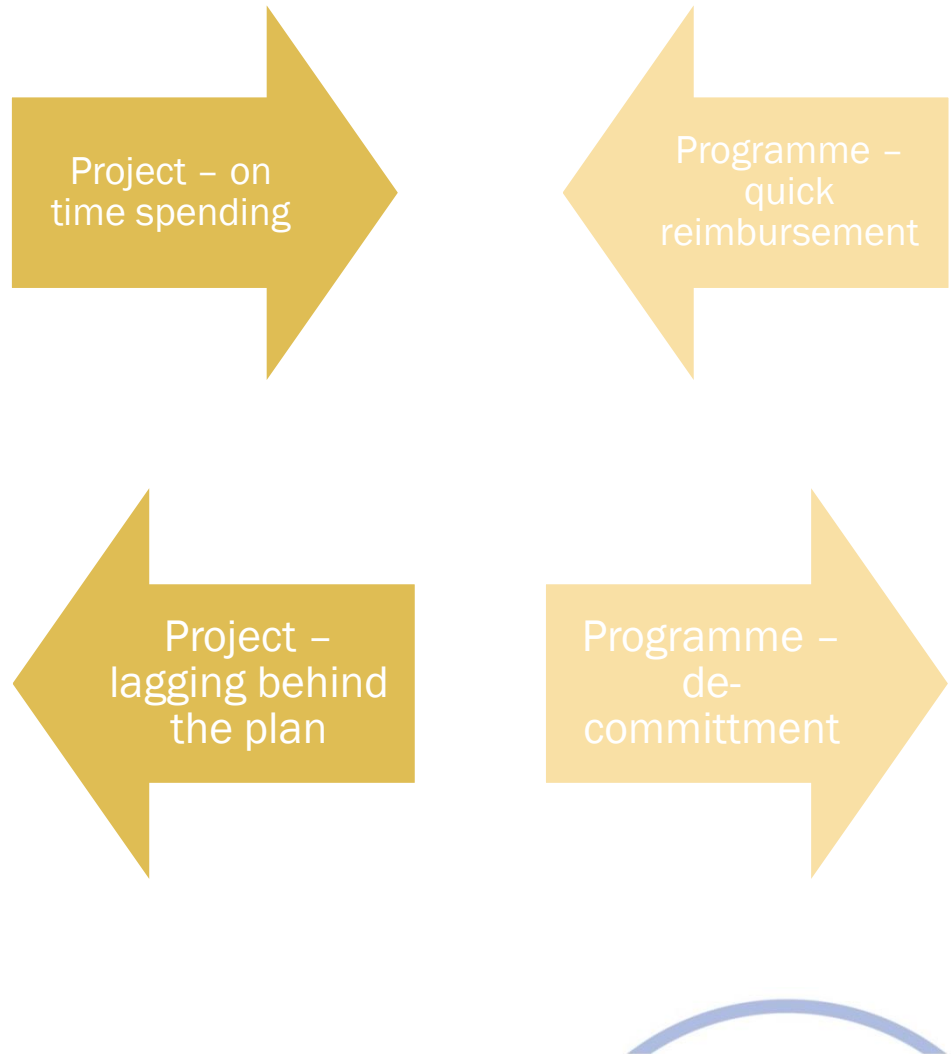 Project – on
time spending
Programme –
quick
reimbursement
Project –
lagging behind
the plan
Programme –
de-
committment